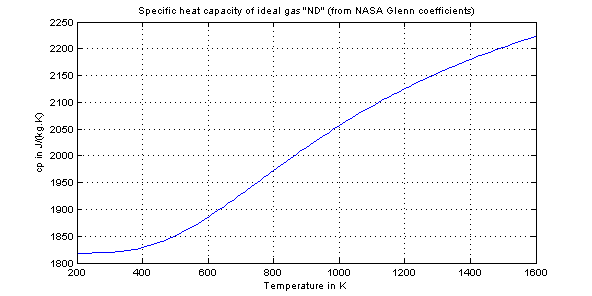 Specific heat capacity of ideal gas "ND" (from NASA Glenn coefficients)
2250
2200
2150
2100
2050
2000
1950
1900
1850
1800
cp in J/(kg.K)
200 400 600 800 1000 1200 1400 1600
Temperature in K